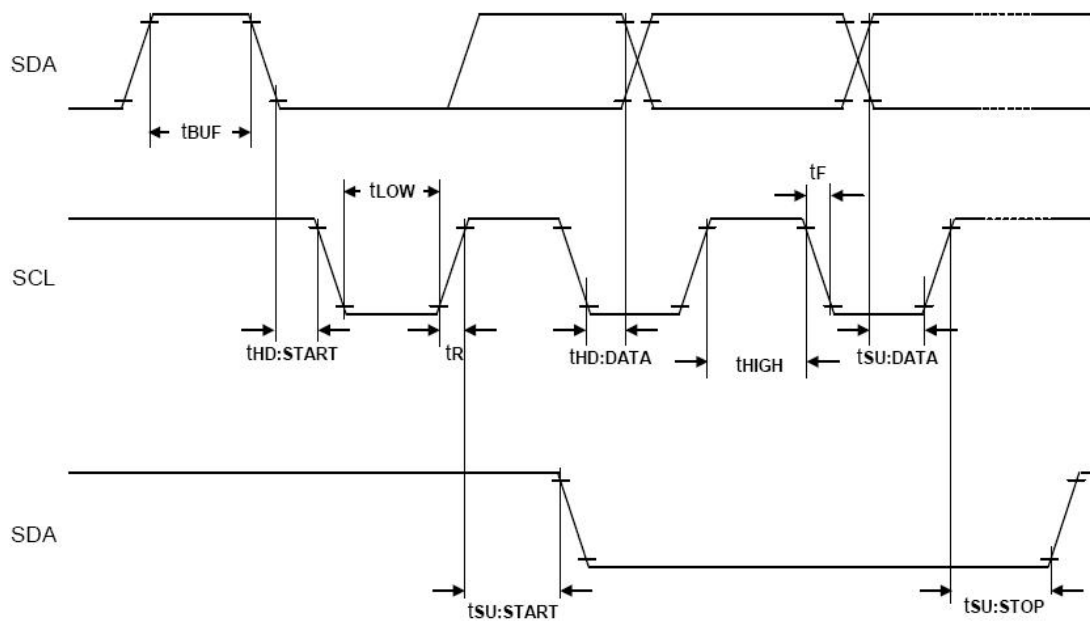 SDA
tBUF
tLOW
tF
SCL
tHD:START
tR
tHD:DATA
tHIGH
tSU:DATA
SDA
tSU:START
tSU:STOP